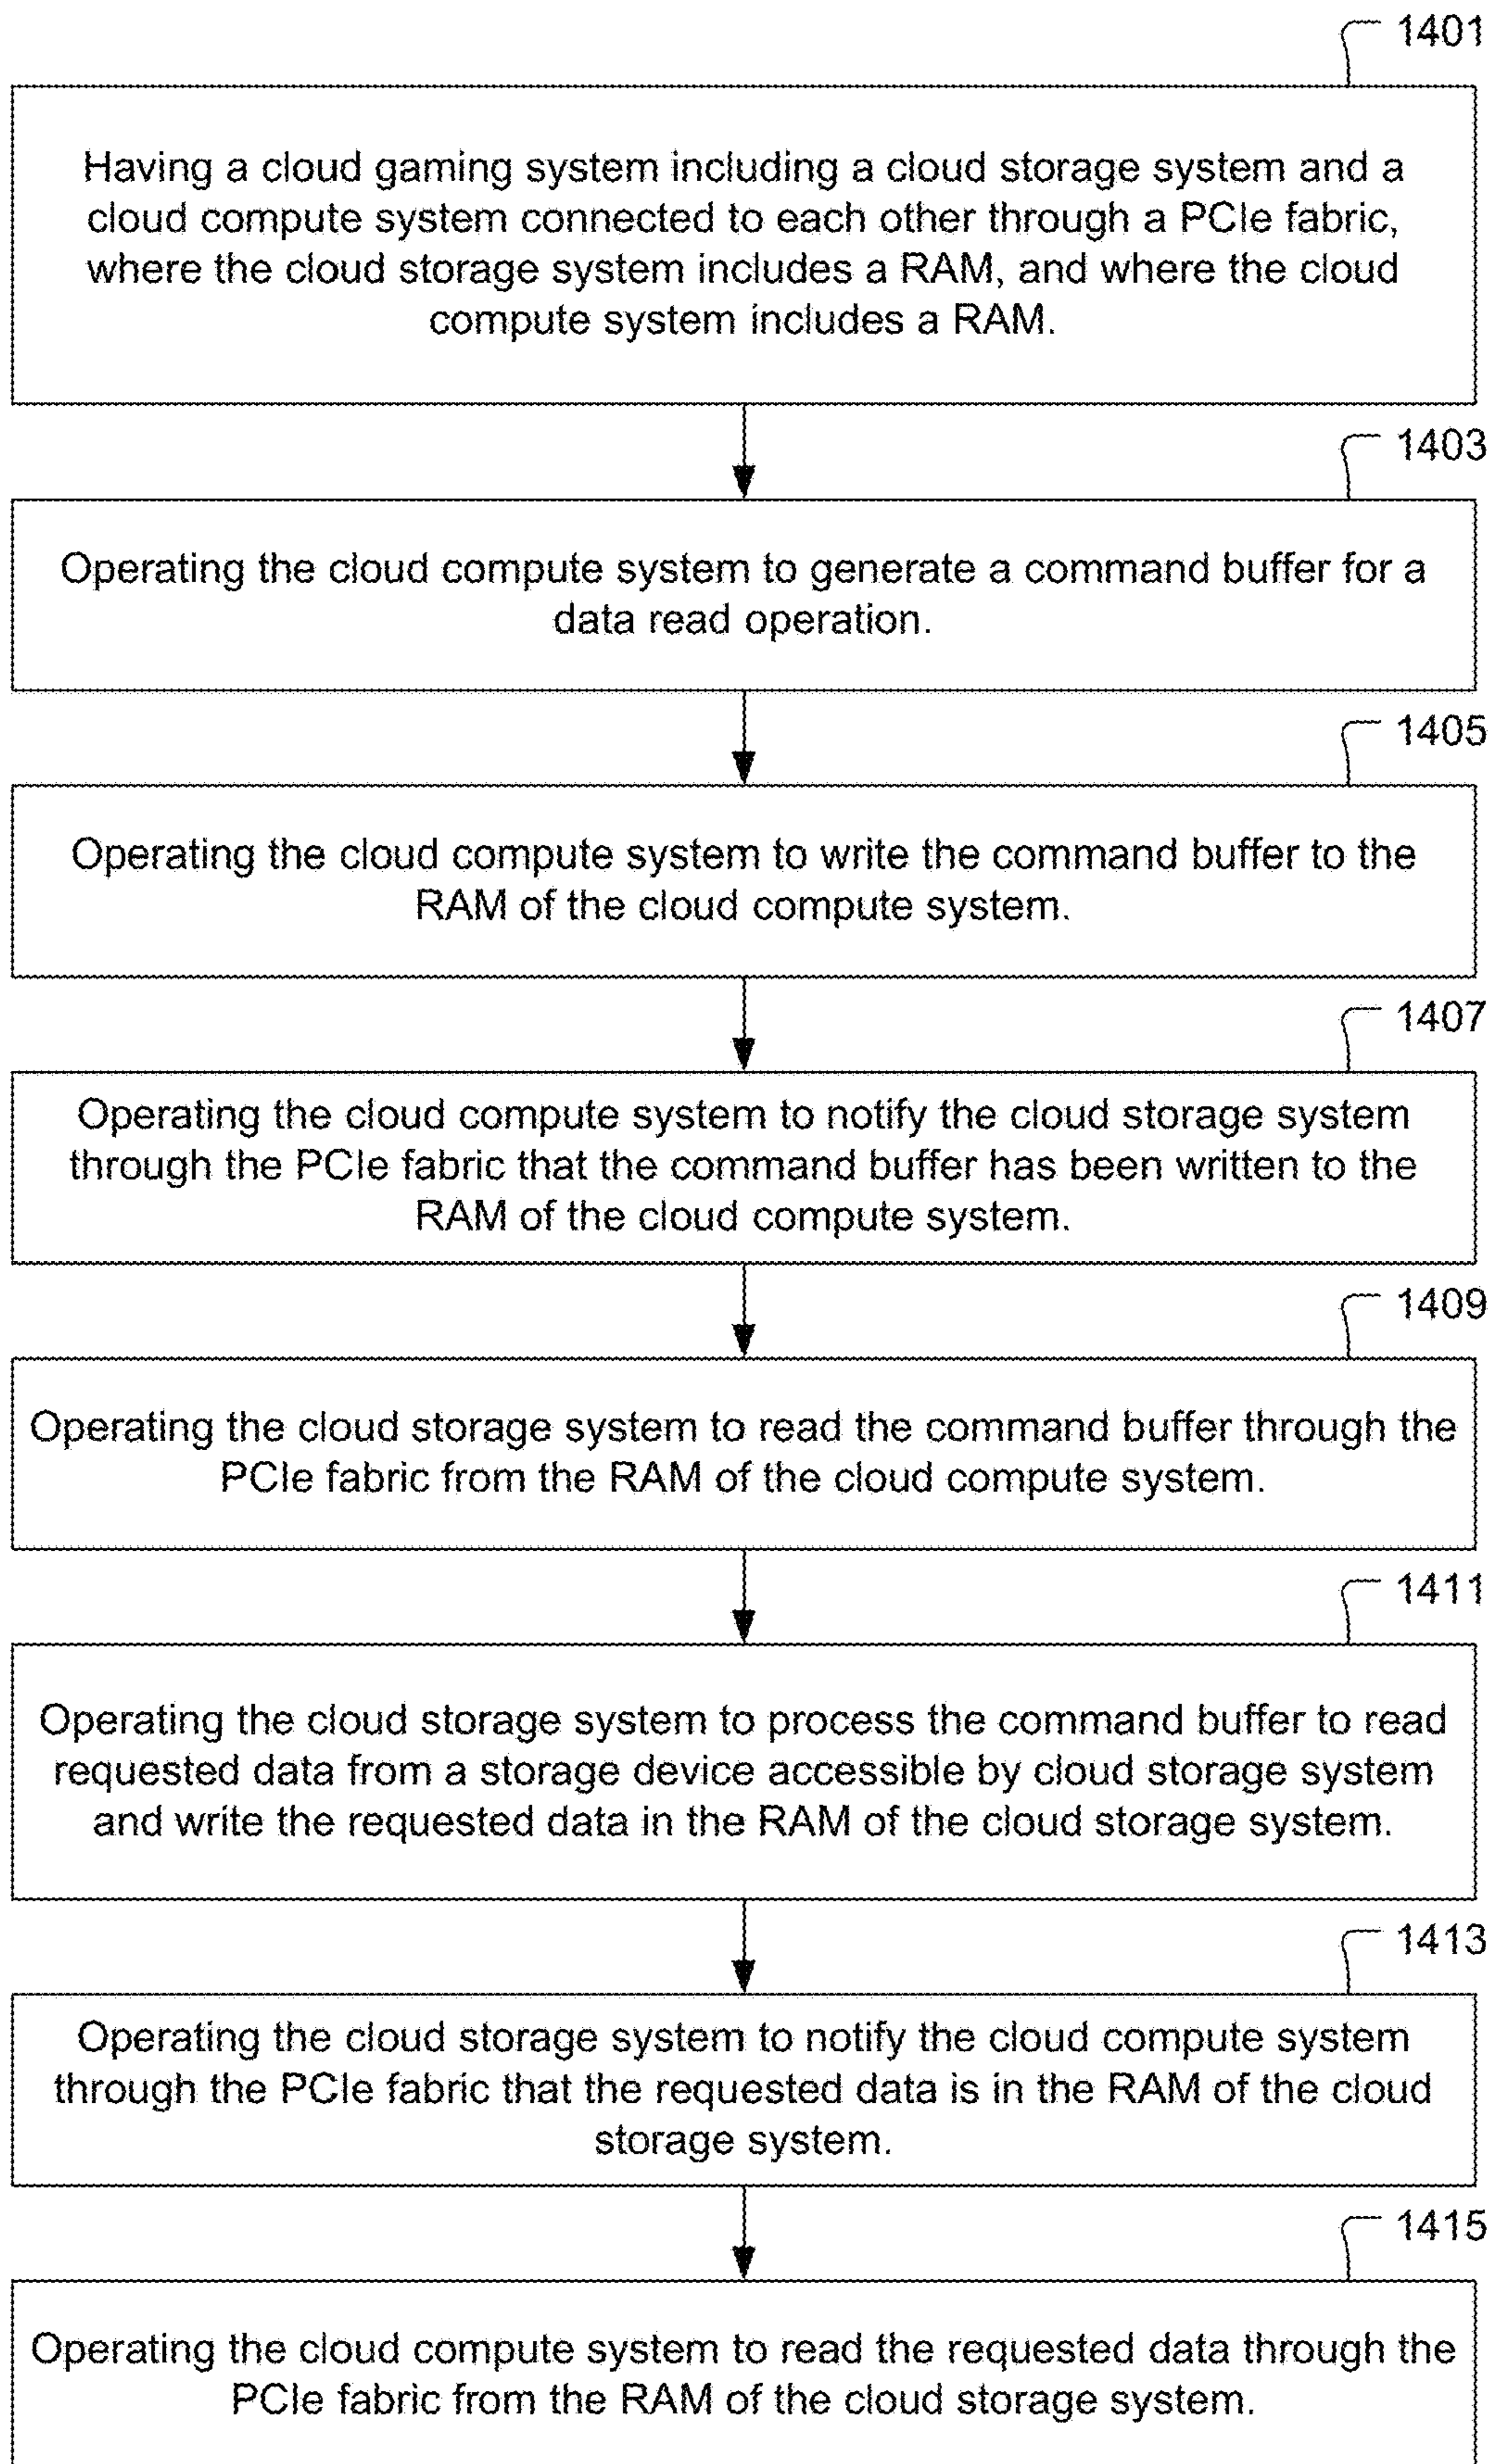 1401
Having a cloud gaming system including a cloud storage system and a
cloud compute system connected to each other through a PCIe fabric,
where the cloud storage system includes a RAM, and where the cloud
compute system includes a RAM.
1403
Operating the cloud compute system to generate a command buffer for a
data read operation.
1405
Operating the cloud compute system to write the command buffer to the
RAM of the cloud compute system.
1407
Operating the cloud compute system to notify the cloud storage system
through the PCIe fabric that the command buffer has been written to the
RAM of the cloud compute system.
1409
Operating the cloud storage system to read the command buffer through the
PCIe fabric from the RAM of the cloud compute system.
1411
Operating the cloud storage system to process the command buffer to read
requested data from a storage device accessible by cloud storage system
and write the requested data in the RAM of the cloud storage system.
1413
Operating the cloud storage system to notify the cloud compute system
through the PCIe fabric that the requested data is in the RAM of the cloud
storage system.
1415
Operating the cloud compute system to read the requested data through the
PCIe fabric from the RAM of the cloud storage system.